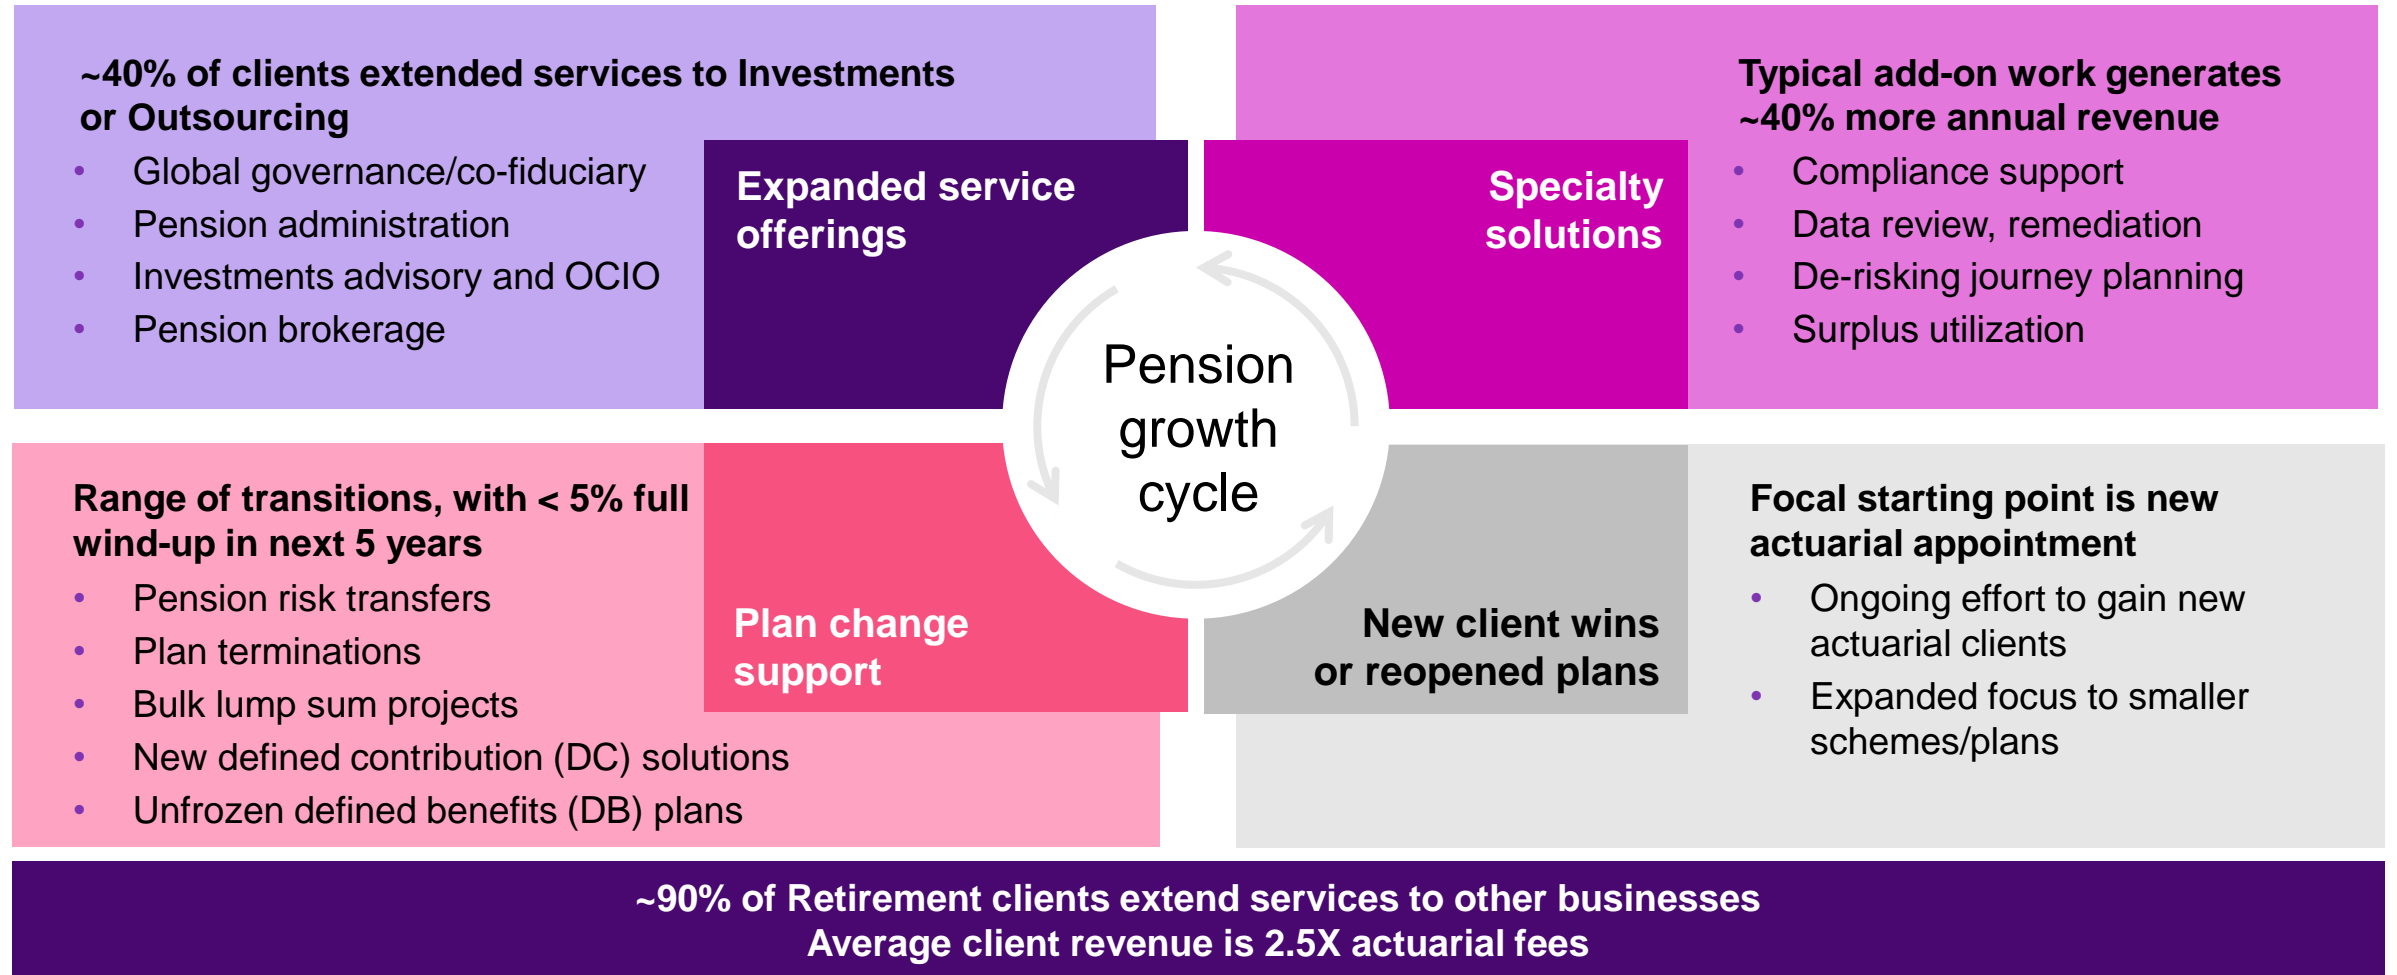 ~40% of clients extended services to Investments
or Outsourcing
• Global governance/co-fiduciary
• Pension administration
• Investments advisory and OCIO
• Pension brokerage
Expanded service
offerings
Specialty
solutions
Typical add-on work generates
~40% more annual revenue
• Compliance support
• Data review, remediation
• De-risking journey planning
• Surplus utilization
Pension
growth
cycle
Range of transitions, with < 5% full
wind-up in next 5 years
• Pension risk transfers
• Plan terminations
• Bulk lump sum projects
• New defined contribution (DC) solutions
• Unfrozen defined benefits (DB) plans
Plan change
support
New client wins
or reopened plans
Focal starting point is new
actuarial appointment
• Ongoing effort to gain new
actuarial clients
• Expanded focus to smaller
schemes/plans
~90% of Retirement clients extend services to other businesses
Average client revenue is 2.5X actuarial fees